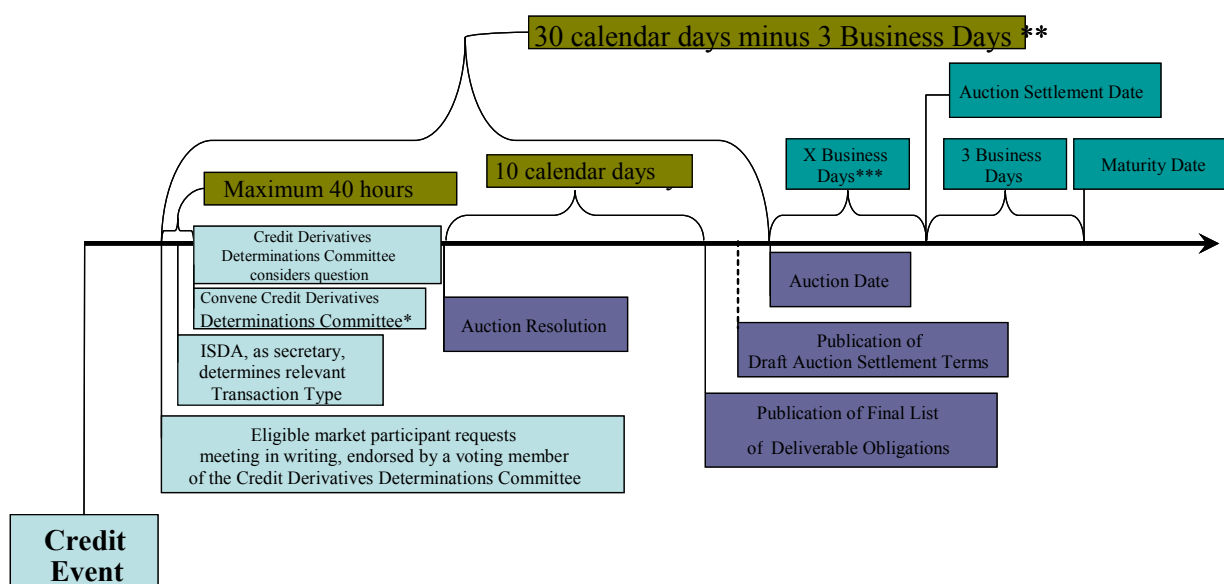 30 calendar days minus 3 Business Days **
Auction Settlement Date
X Business
Days***
3 Business
Days
Maturity Date
10 calendar days
Maximum 40 hours
Credit Derivatives
Determinations Committee
considers question
Convene Credit Derivatives
Determinations Committee*
ISDA, as secretary,
determines relevant
Transaction Type
Eligible market participant requests
meeting in writing, endorsed by a voting member
of the Credit Derivatives Determinations Committee
Auction Resolution
Auction Date
Publication of
Draft Auction Settlement Terms
Publication of Final List
of Deliverable Obligations
Credit
Event